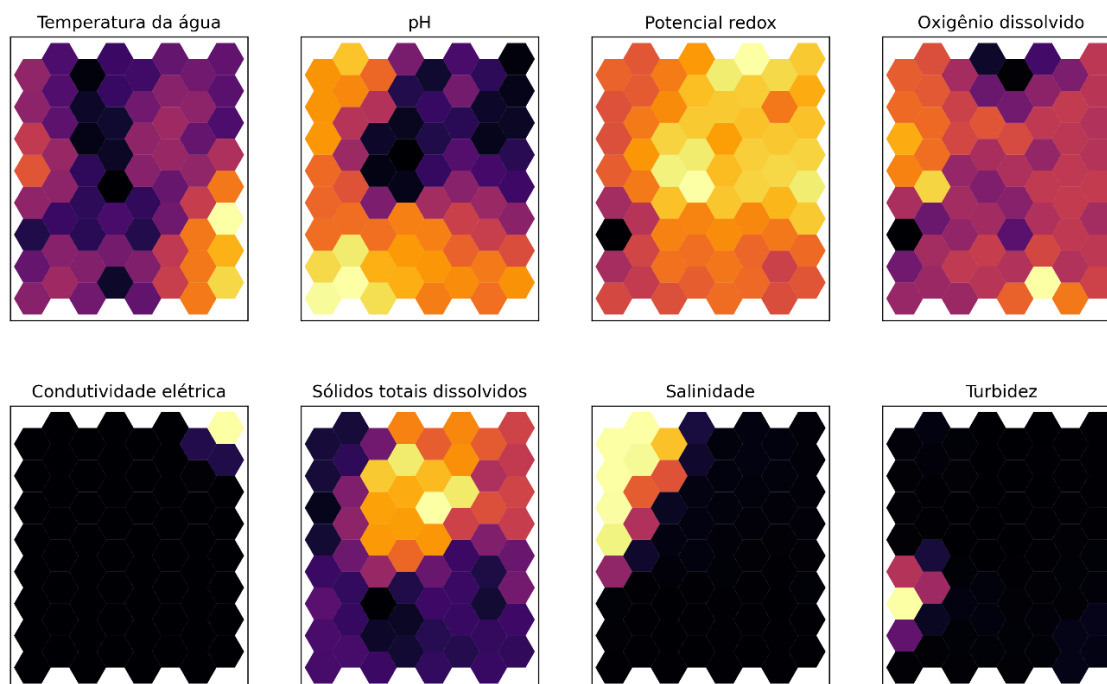 Temperatura da água
pH
Potencial redox
Oxigênio dissolvido
Condutividade elétrica
Sólidos totais dissolvidos
Salinidade
Turbidez